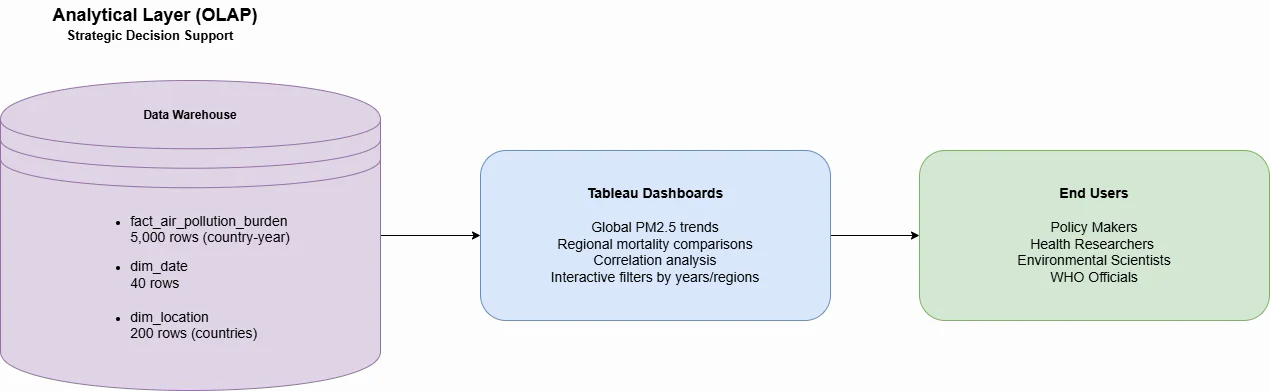 Analytical Layer (OLAP)
Strategic Decision Support
Data Warehouse
fact_air_pollution_burden
5,000 rows (country-year)
dim_date
40 rows
dim_location
200 rows (countries)
Tableau Dashboards
Global PM2.5 trends
Regional mortality comparisons
Correlation analysis
Interactive filters by years/regions
End Users
Policy Makers
Health Researchers
Environmental Scientists
WHO Officials